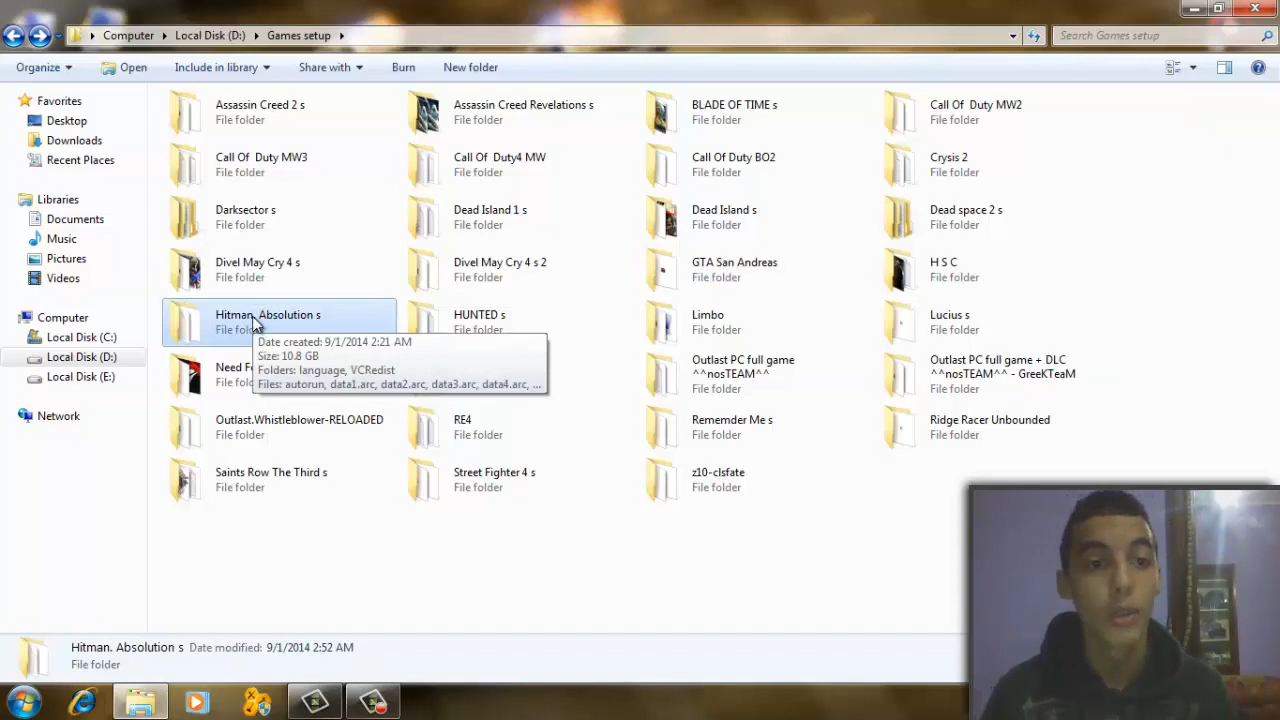 Computer Local Disk (D:) Games setup
Search Games setup
Organize Open Include in library Share with Burn New folder
Favorites
Desktop
Downloads
Recent Places
Libraries
Documents
Music
Pictures
Videos
Computer
Local Disk (C:)
Local Disk (D:)
Local Disk (E:)
Network
Assassin Creed 2 s
File folder
Assassin Creed Revelations s
File folder
BLADE OF TIME s
File folder
Call Of Duty MW2
File folder
Call Of Duty MW3
File folder
Call Of Duty4 MW
File folder
Call Of Duty BO2
File folder
Crysis 2
File folder
Darksector s
File folder
Dead Island 1 s
File folder
Dead Island s
File folder
Dead space 2 s
File folder
Divel May Cry 4 s
File folder
Divel May Cry 4 s 2
File folder
GTA San Andreas
File folder
H S C
File folder
Hitman. Absolution s
File fol
HUNTED s
File folder
Limbo
File folder
Lucius s
File folder
Date created: 9/1/2014 2:21 AM
Size: 10.8 GB
Folders: language, VCRedist
Files: autorun, data1.arc, data2.arc, data3.arc, data4.arc, ...
Need F
File fo
Outlast PC full game
^^nosTEAM^^
File folder
Outlast PC full game + DLC
^^nosTEAM^^ - GreeKTeaM
File folder
Outlast.Whistleblower-RELOADED
File folder
RE4
File folder
Remember Me s
File folder
Ridge Racer Unbounded
File folder
Saints Row The Third s
File folder
Street Fighter 4 s
File folder
z10-clsfate
File folder
Hitman. Absolution s Date modified: 9/1/2014 2:52 AM
File folder